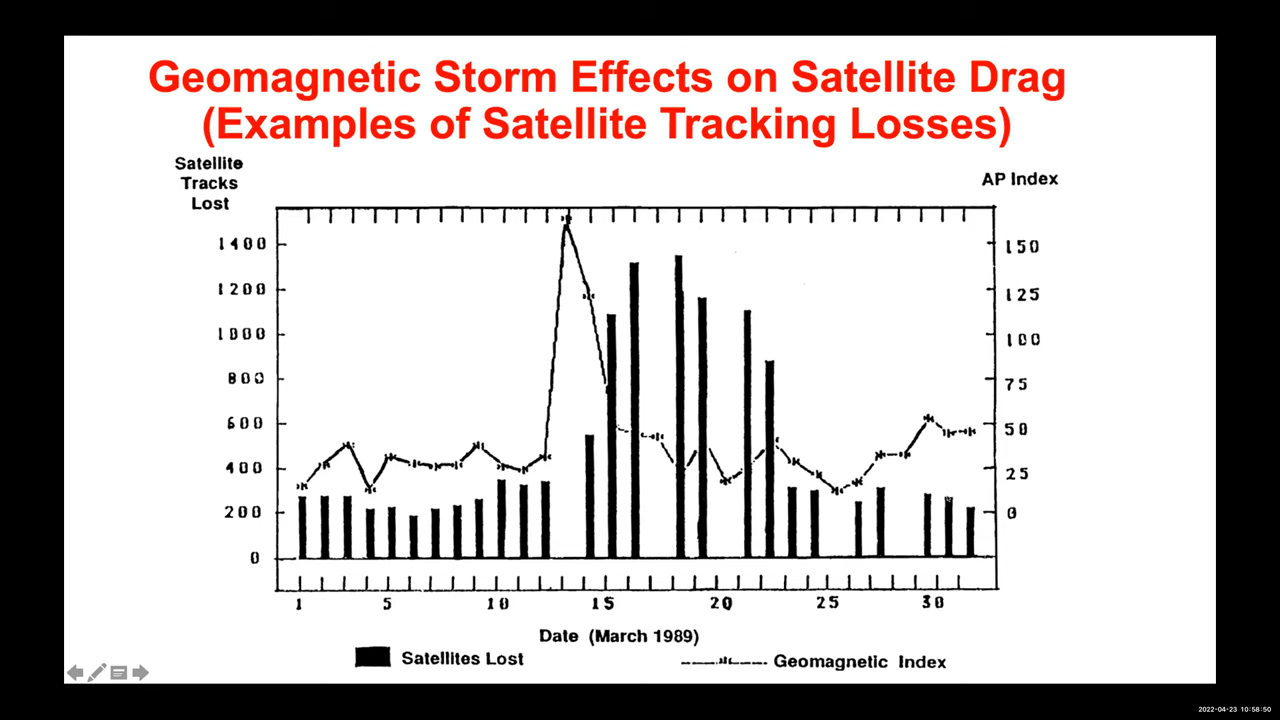 Geomagnetic Storm Effects on Satellite Drag
(Examples of Satellite Tracking Losses)
Satellite
Tracks
Lost
AP Index
1400
1200
1000
800
600
400
200
0
150
125
100
75
50
25
0
1 5 10 15 20 25 30
Date (March 1989)
Satellites Lost
Geomagnetic Index
2022-04-23 10:58:50